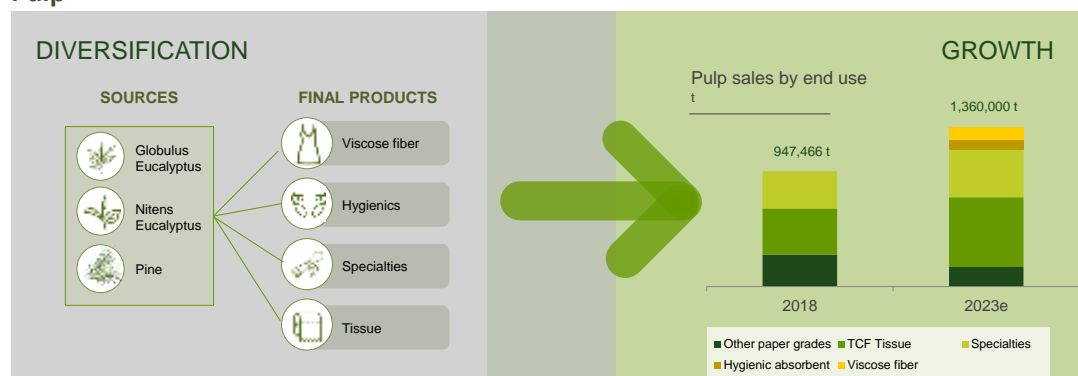 DIVERSIFICATION
SOURCES
FINAL PRODUCTS
Globulus
Eucalyptus
Nitens
Eucalyptus
Pine
Viscose fiber
Hygienics
Specialties
Tissue
GROWTH
Pulp sales by end use
t
947,466 t
1,360,000 t
2018
2023e
Other paper grades
TCF Tissue
Specialties
Hygienic absorbent
Viscose fiber